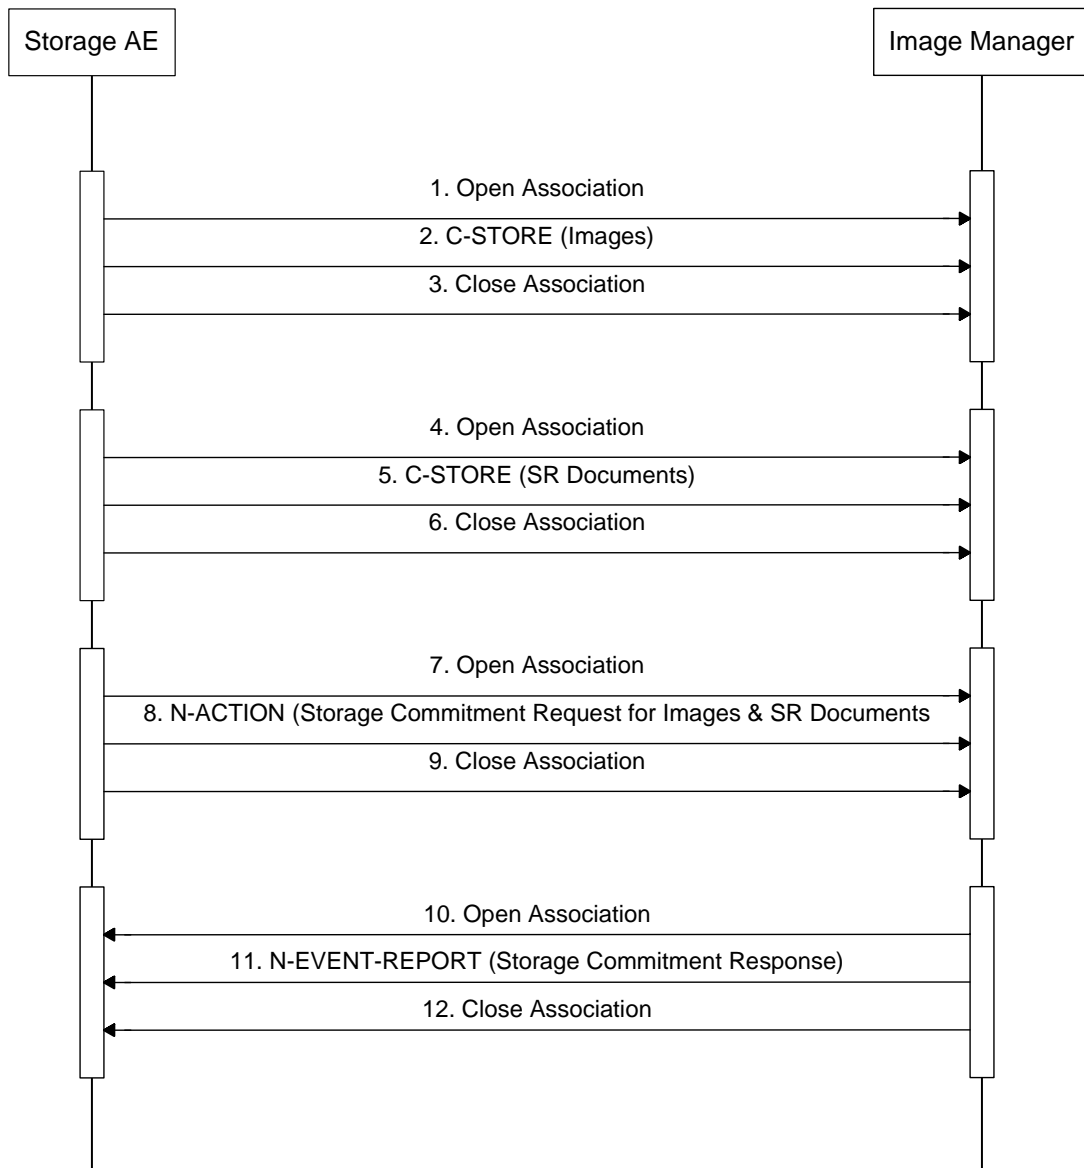 Storage AE
Image Manager
1. Open Association
2. C-STORE (Images)
3. Close Association
4. Open Association
5. C-STORE (SR Documents)
6. Close Association
7. Open Association
8. N-ACTION (Storage Commitment Request for Images & SR Documents
9. Close Association
10. Open Association
11. N-EVENT-REPORT (Storage Commitment Response)
12. Close Association